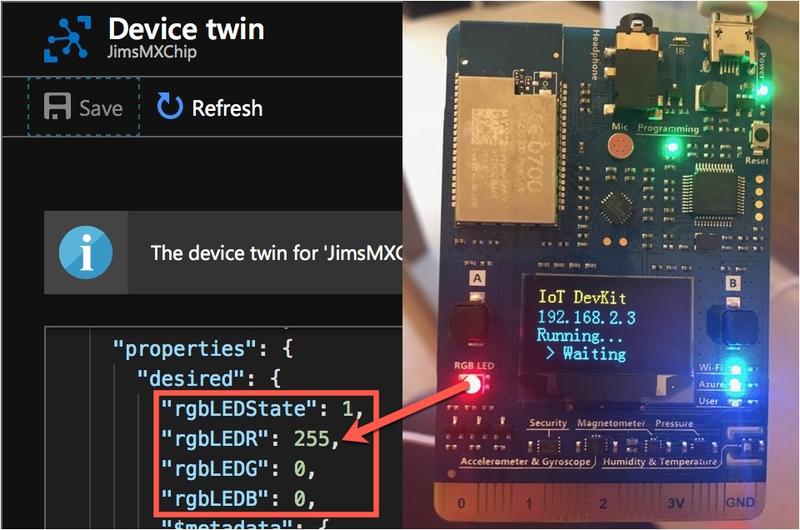 Device twin
JimsMXChip
Save
Refresh
The device twin for 'JimsMXC
"properties": {
"desired": {
"rgbLEDState": 1,
"rgbLEDR": 255,
"rgbLEDG": 0,
"rgbLEDB": 0,
"$metadata": {
Headphone
IR
Power
Mic
Programming
Reset
CE0700
A
B
IoT DevKit
192.168.2.3
Running...
> Waiting
RGB LED
Wi-Fi
Azure
User
Security
Magnetometer
Pressure
Accelerometer & Gyroscope
Humidity & Temperature
0
1
2
3V
GND